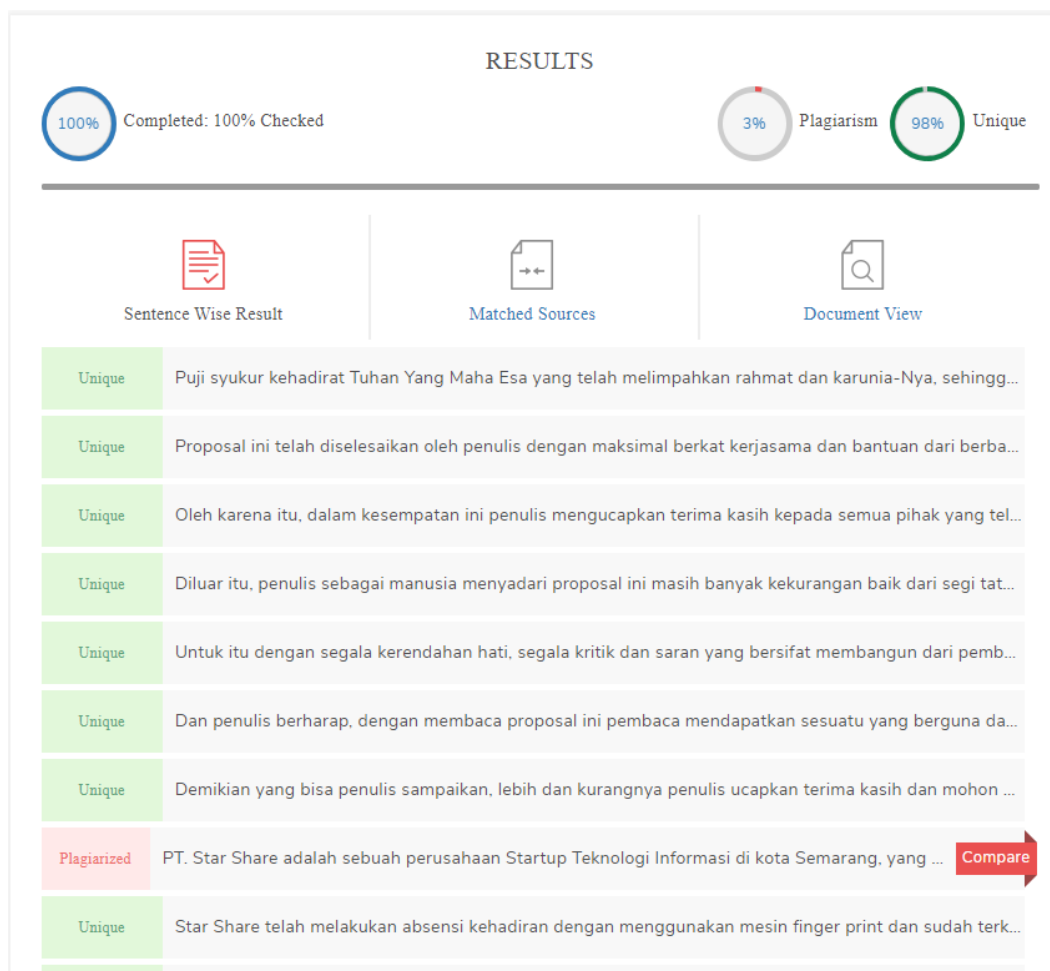 RESULTS
100% Completed: 100% Checked 3% Plagiarism 98% Unique
Sentence Wise Result Matched Sources Document View
Unique Puji syukur kehadirat Tuhan Yang Maha Esa yang telah melimpahkan rahmat dan karunia-Nya, sehingg...
Unique Proposal ini telah diselesaikan oleh penulis dengan maksimal berkat kerjasama dan bantuan dari berba...
Unique Oleh karena itu, dalam kesempatan ini penulis mengucapkan terima kasih kepada semua pihak yang tel...
Unique Diluar itu, penulis sebagai manusia menyadari proposal ini masih banyak kekurangan baik dari segi tat...
Unique Untuk itu dengan segala kerendahan hati, segala kritik dan saran yang bersifat membangun dari pemb...
Unique Dan penulis berharap, dengan membaca proposal ini pembaca mendapatkan sesuatu yang berguna da...
Unique Demikian yang bisa penulis sampaikan, lebih dan kurangnya penulis ucapkan terima kasih dan mohon ...
Plagiarized PT. Star Share adalah sebuah perusahaan Startup Teknologi Informasi di kota Semarang, yang ... Compare
Unique Star Share telah melakukan absensi kehadiran dengan menggunakan mesin finger print dan sudah terk...